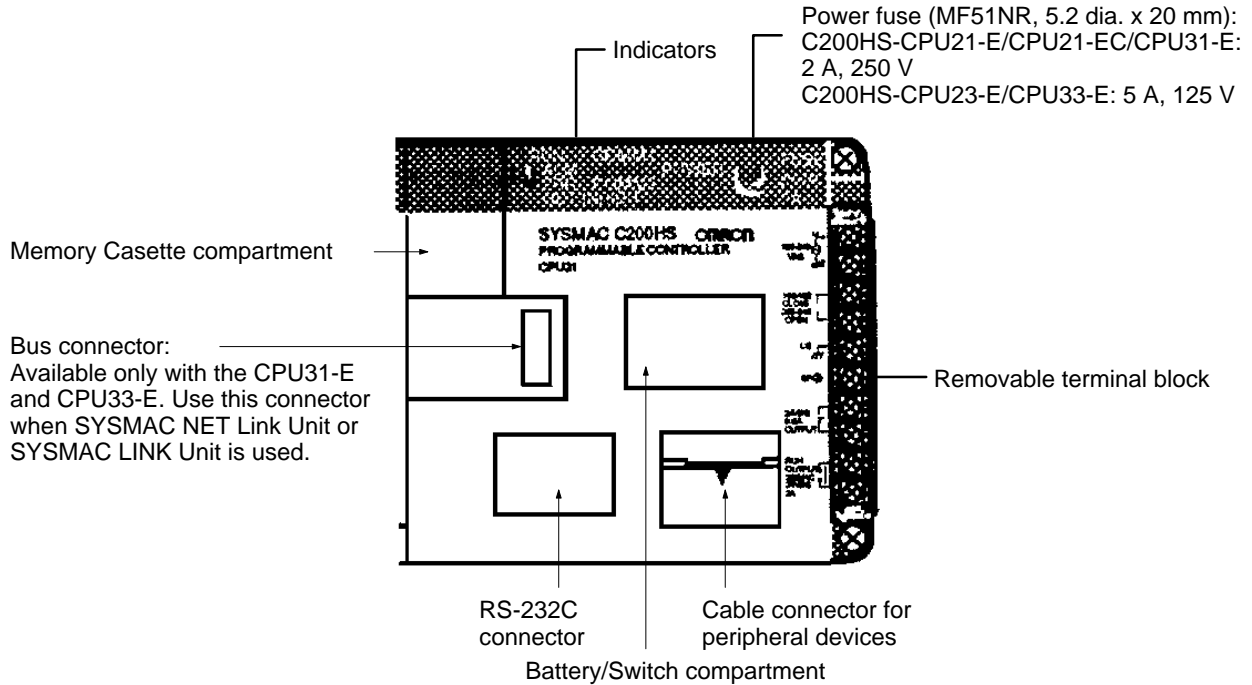 Power fuse (MF51NR, 5.2 dia. x 20 mm):
C200HS-CPU21-E/CPU21-EC/CPU31-E:
2 A, 250 V
C200HS-CPU23-E/CPU33-E: 5 A, 125 V
Indicators
Memory Casette compartment
SYSMAC C200HS OMRON
PROGRAMMABLE CONTROLLER
Bus connector:
Available only with the CPU31-E
and CPU33-E. Use this connector
when SYSMAC NET Link Unit or
SYSMAC LINK Unit is used.
Removable terminal block
OUTPUT
RUN
OUTPUT
RS-232C
connector
Cable connector for
peripheral devices
Battery/Switch compartment